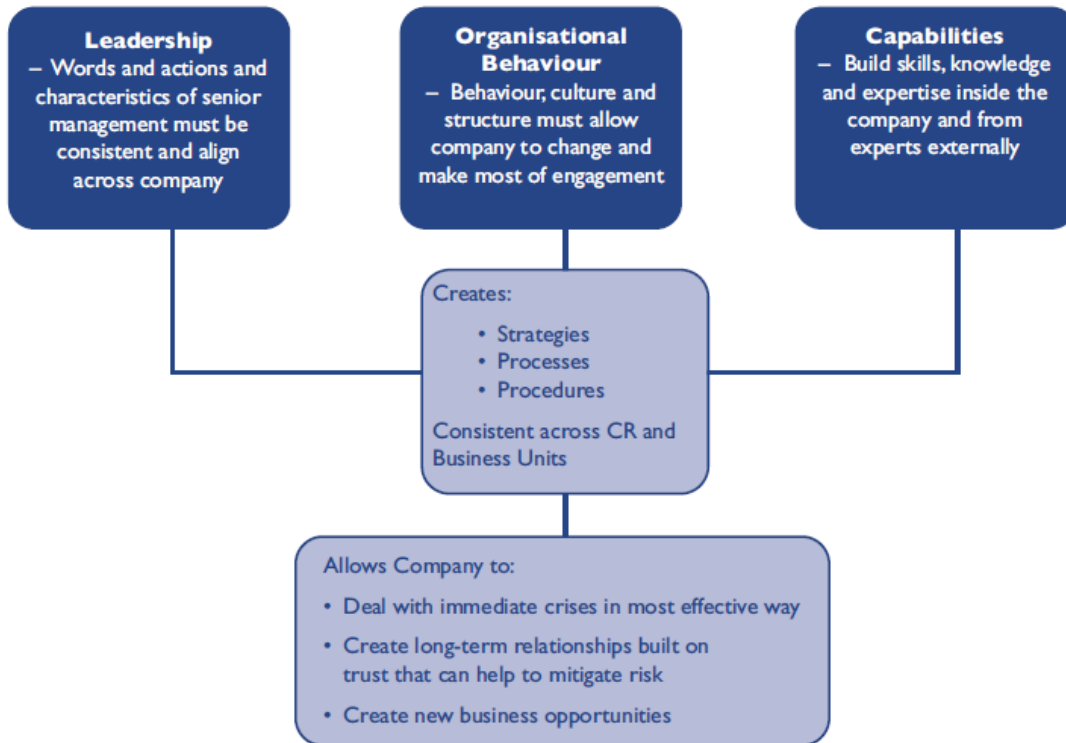 Leadership
– Words and actions and
characteristics of senior
management must be
consistent and align
across company
Organisational
Behaviour
– Behaviour, culture and
structure must allow
company to change and
make most of engagement
Capabilities
– Build skills, knowledge
and expertise inside the
company and from
experts externally
Creates:
• Strategies
• Processes
• Procedures
Consistent across CR and
Business Units
Allows Company to:
• Deal with immediate crises in most effective way
• Create long-term relationships built on
trust that can help to mitigate risk
• Create new business opportunities